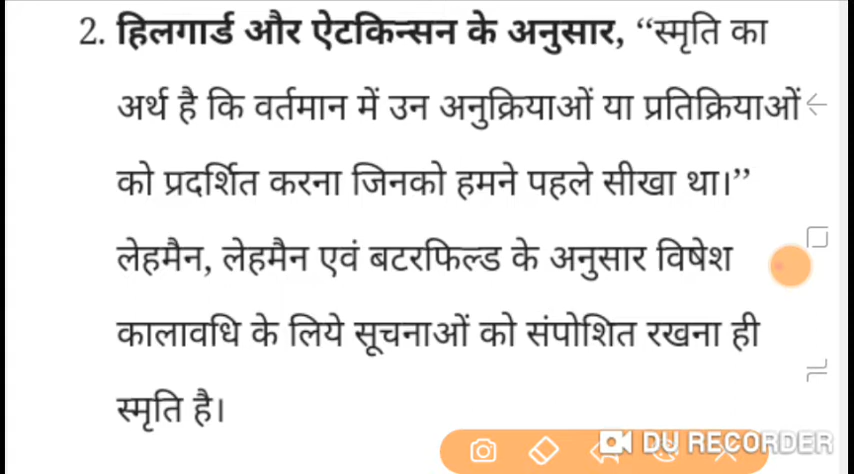 2. हिलगार्ड और ऐटकिन्सन के अनुसार, “स्मृति का
अर्थ है कि वर्तमान में उन अनुक्रियाओं या प्रतिक्रियाओं
को प्रदर्शित करना जिनको हमने पहले सीखा था।”
लेहमैन, लेहमैन एवं बटरफिल्ड के अनुसार विषेश
कालावधि के लिये सूचनाओं को संपोशित रखना ही
स्मृति है।
DU RECORDER